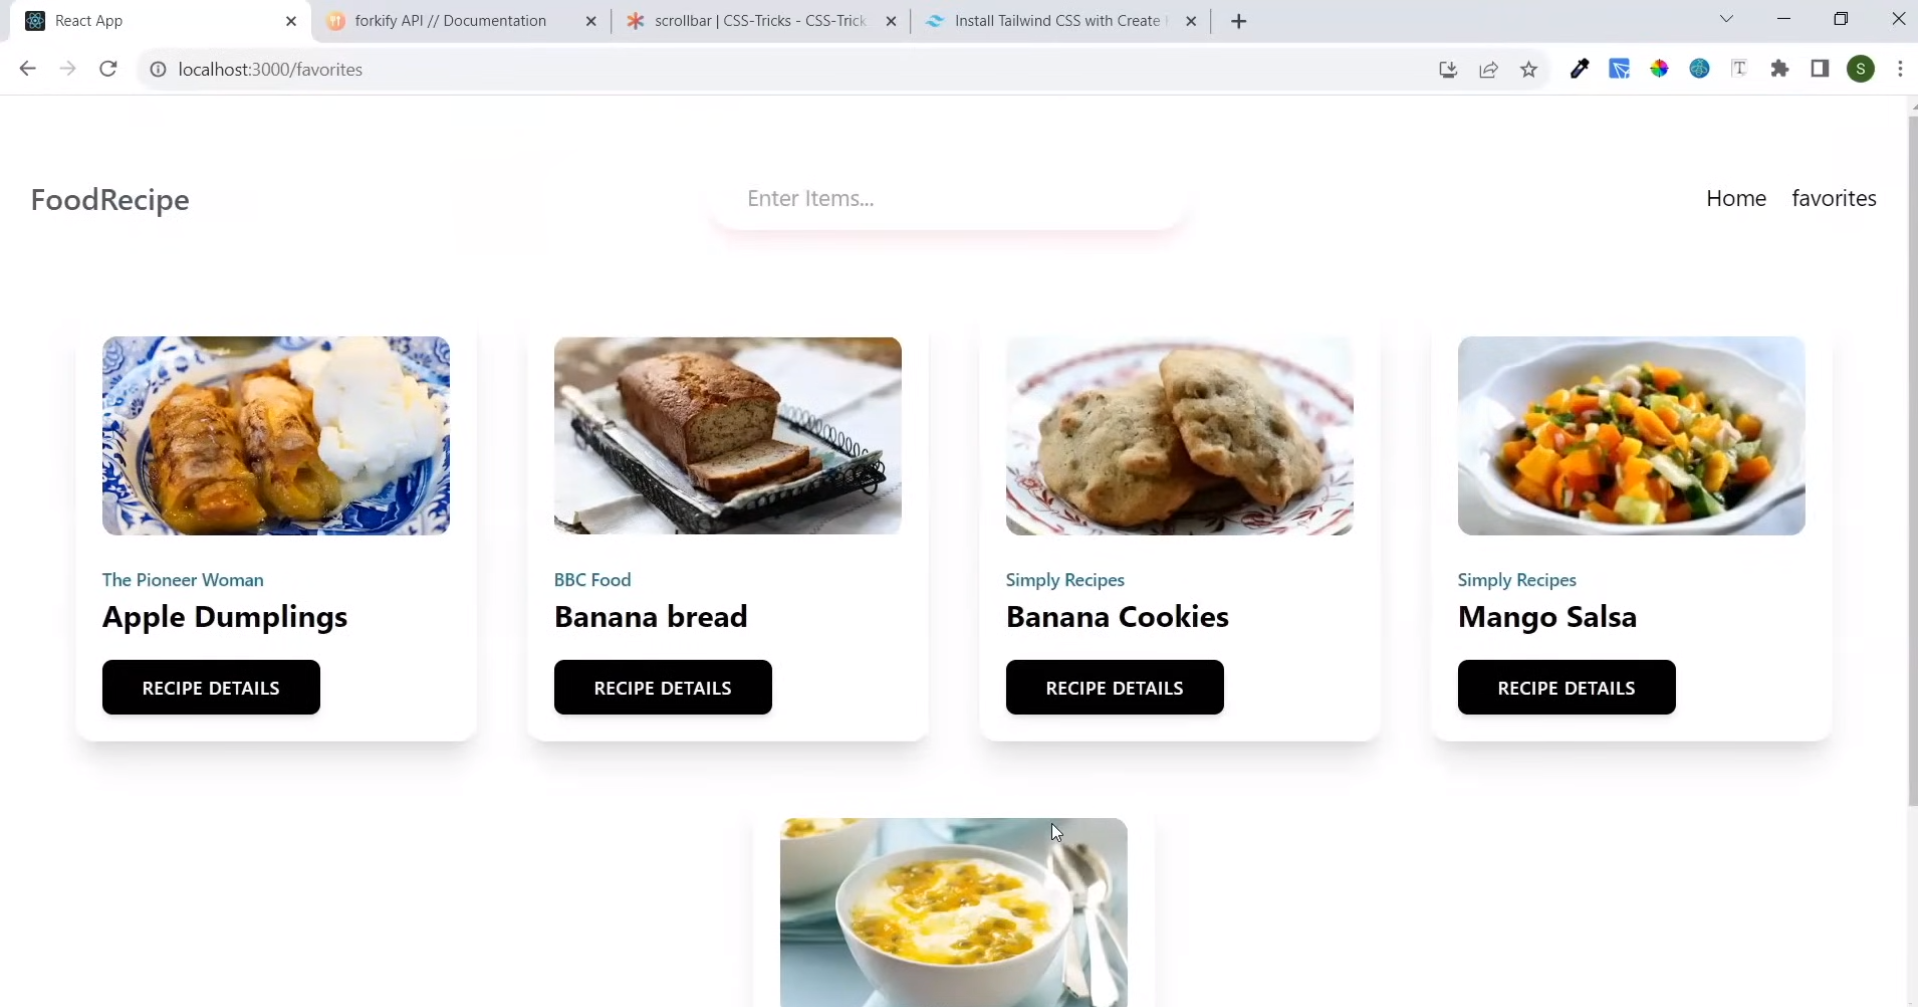 React App
forkify API // Documentation
scrollbar | CSS-Tricks - CSS-Trick
Install Tailwind CSS with Create
localhost:3000/favorites
S
FoodRecipe
Enter Items...
Home
favorites
The Pioneer Woman
Apple Dumplings
RECIPE DETAILS
BBC Food
Banana bread
RECIPE DETAILS
Simply Recipes
Banana Cookies
RECIPE DETAILS
Simply Recipes
Mango Salsa
RECIPE DETAILS